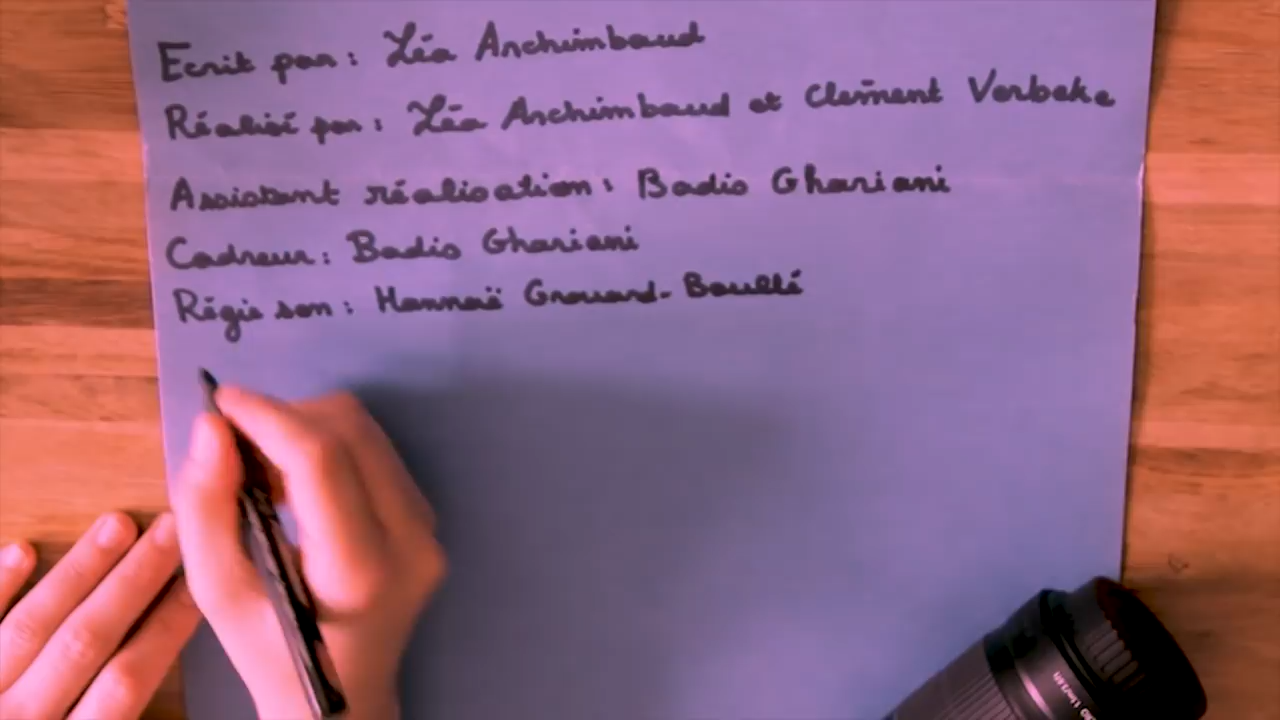 Ecrit par : Léa Archimbaud
Réalisé par : Léa Archimbaud et Clément Verbeke
Assistant réalisation : Badis Ghariani
Cadreur : Badis Ghariani
Régie son : Hannaë Grouard-Boullé